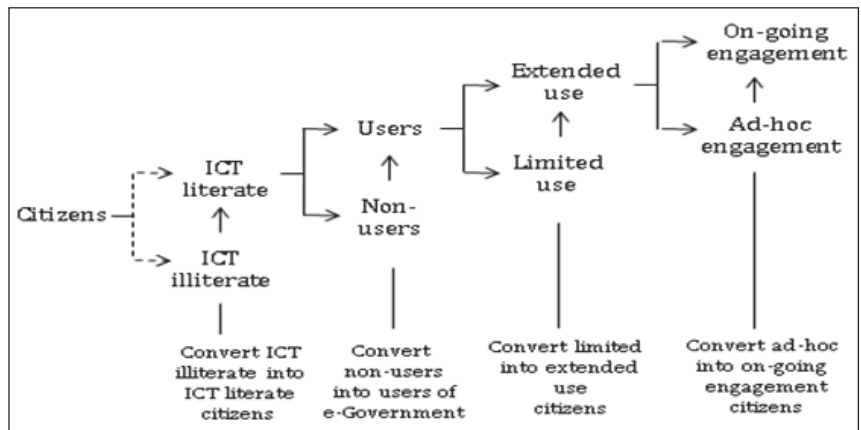 On-going
engagement
Extended
use
Users
Ad-hoc
engagement
ICT
literate
Limited
use
Citizens
Non-
users
ICT
illiterate
Convert ICT
illiterate into
ICT literate
citizens
Convert
non-users
into users of
e-Government
Convert limited
into extended
use
citizens
Convert ad-hoc
into on-going
engagement
citizens